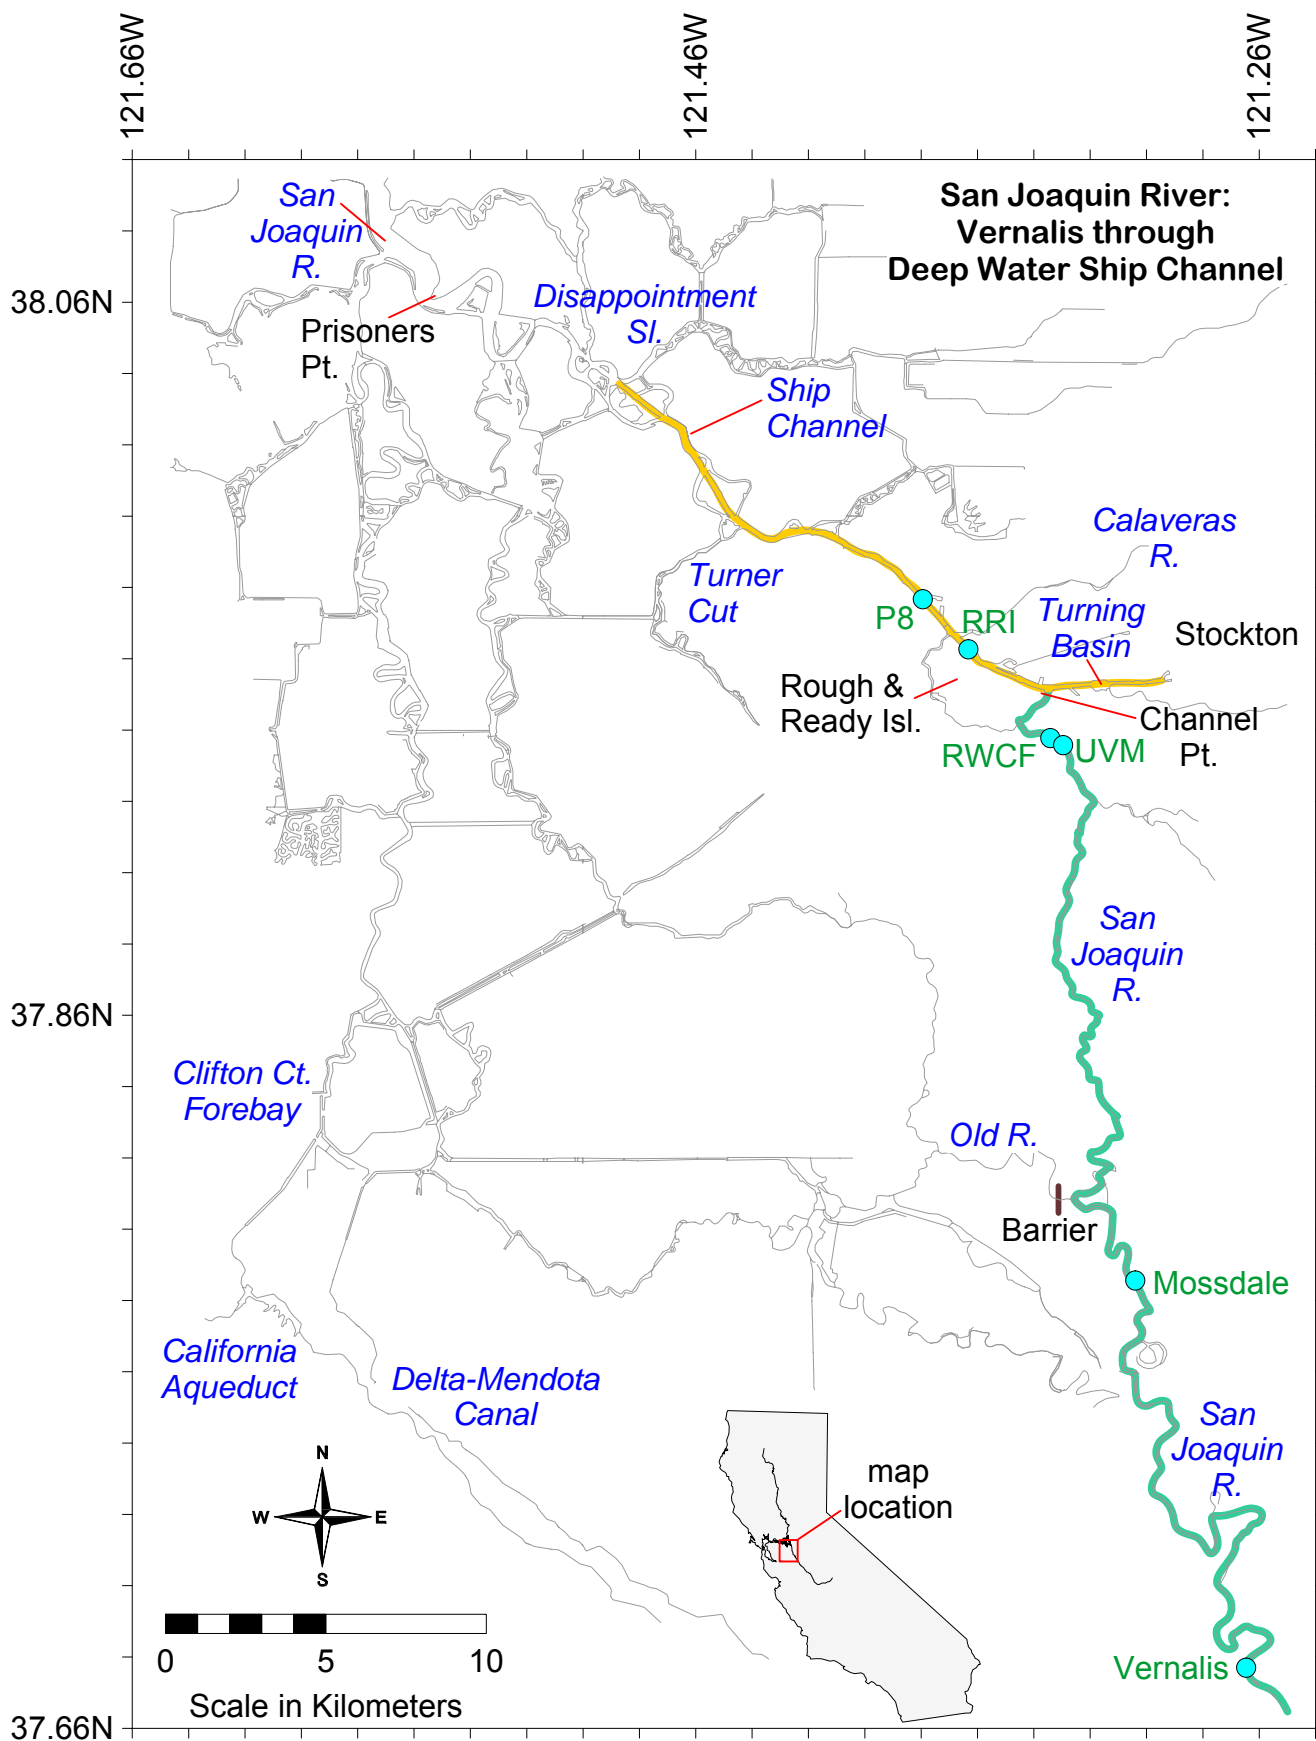 121.66W
121.46W
121.26W
San Joaquin River:
Vernalis through
Deep Water Ship Channel
San
Joaquin
R.
38.06N
Prisoners
Pt.
Disappointment
Sl.
Ship
Channel
Calaveras
R.
Turner
Cut
P8
RRI
Turning
Basin
Stockton
Rough &
Ready Isl.
Channel
Pt.
RWCF
UVM
San
Joaquin
R.
37.86N
Clifton Ct.
Forebay
Old R.
Barrier
Mossdale
California
Aqueduct
Delta-Mendota
Canal
San
Joaquin
R.
map
location
N
W
E
S
0
5
10
Scale in Kilometers
Vernalis
37.66N